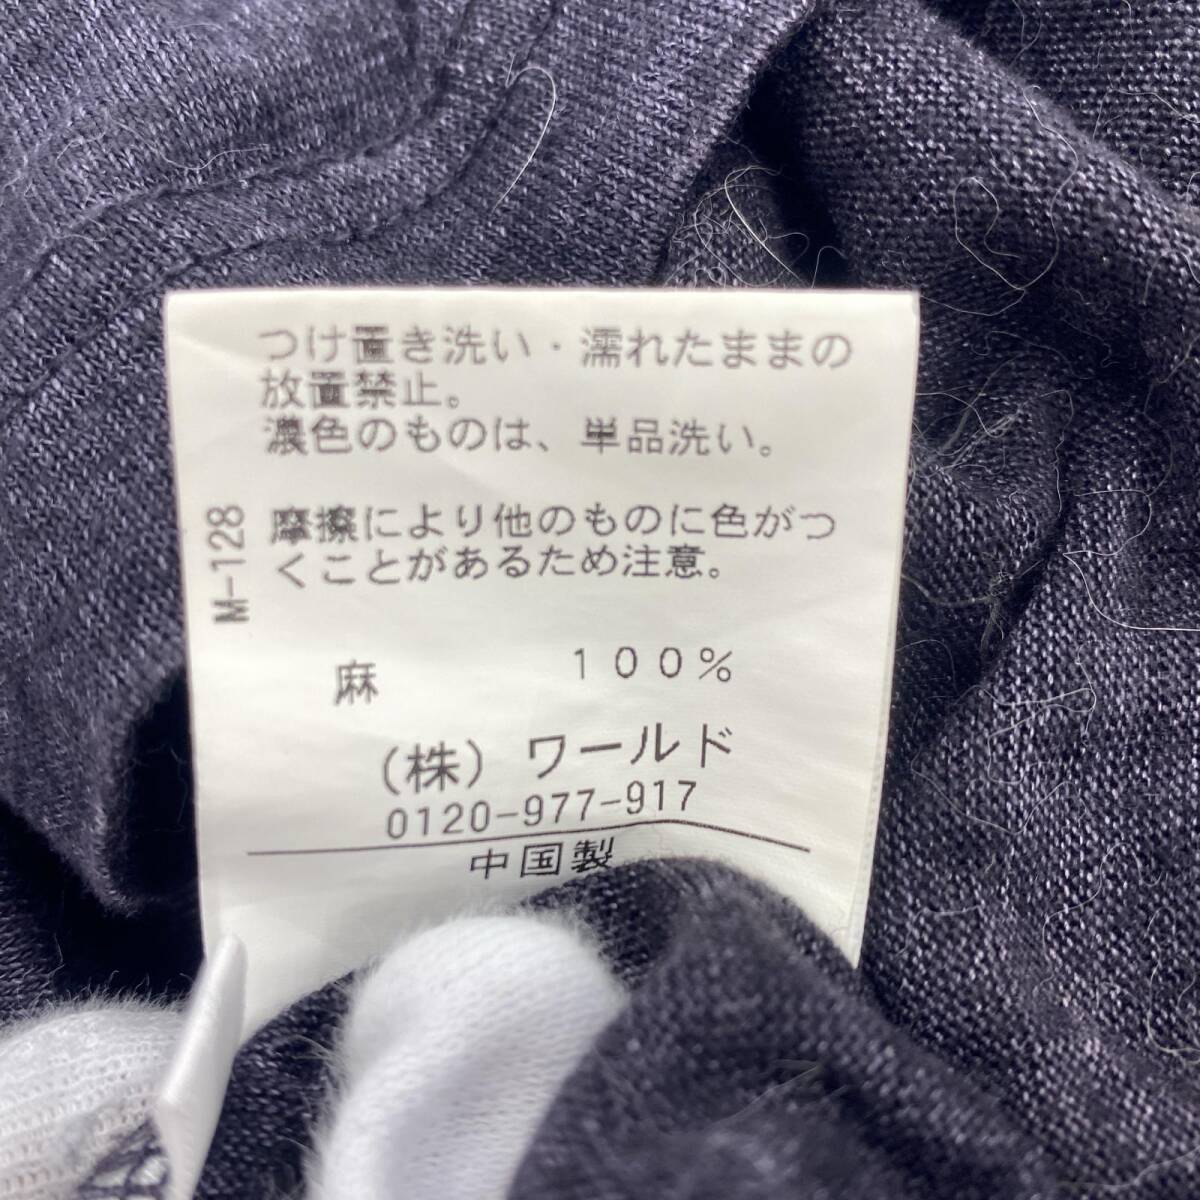 つけ置き洗い・濡れたままの
放置禁止。
濃色のものは、単品洗い。
摩擦により他のものに色がつ
くことがあるため注意。
M-128
麻 100%
(株)ワールド
0120-977-917
中国製